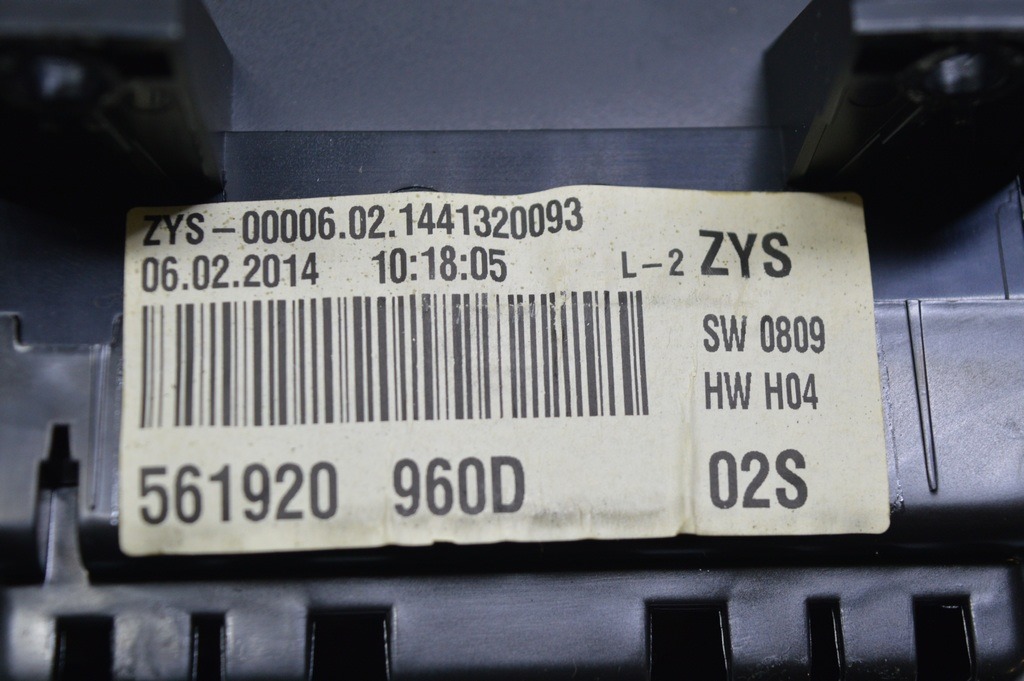 ZYS-00006.02.1441320093
06.02.2014 10:18:05 L-2 ZYS
SW 0809
HW H04
561920 960D 02S